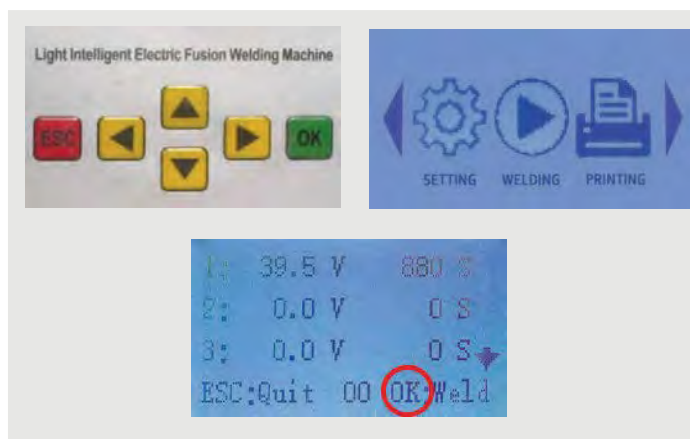 Light Intelligent Electric Fusion Welding Machine
ESC OK
SETTING WELDING PRINTING
1: 39.5 V 880 S
2: 0.0 V 0 S
3: 0.0 V 0 S
ESC:Quit 00 OK:Weld